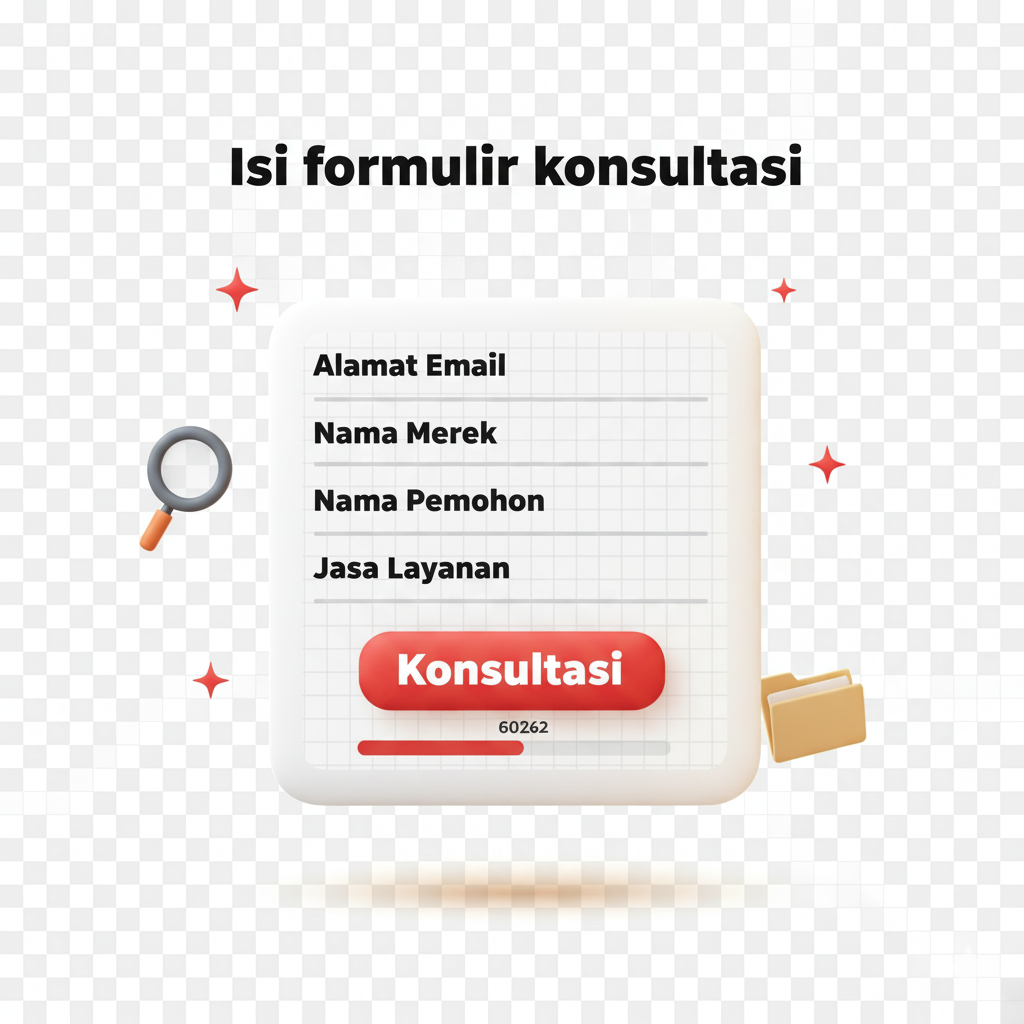 Isi formulir konsultasi
Alamat Email
Nama Merek
Nama Pemohon
Jasa Layanan
Konsultasi
60262